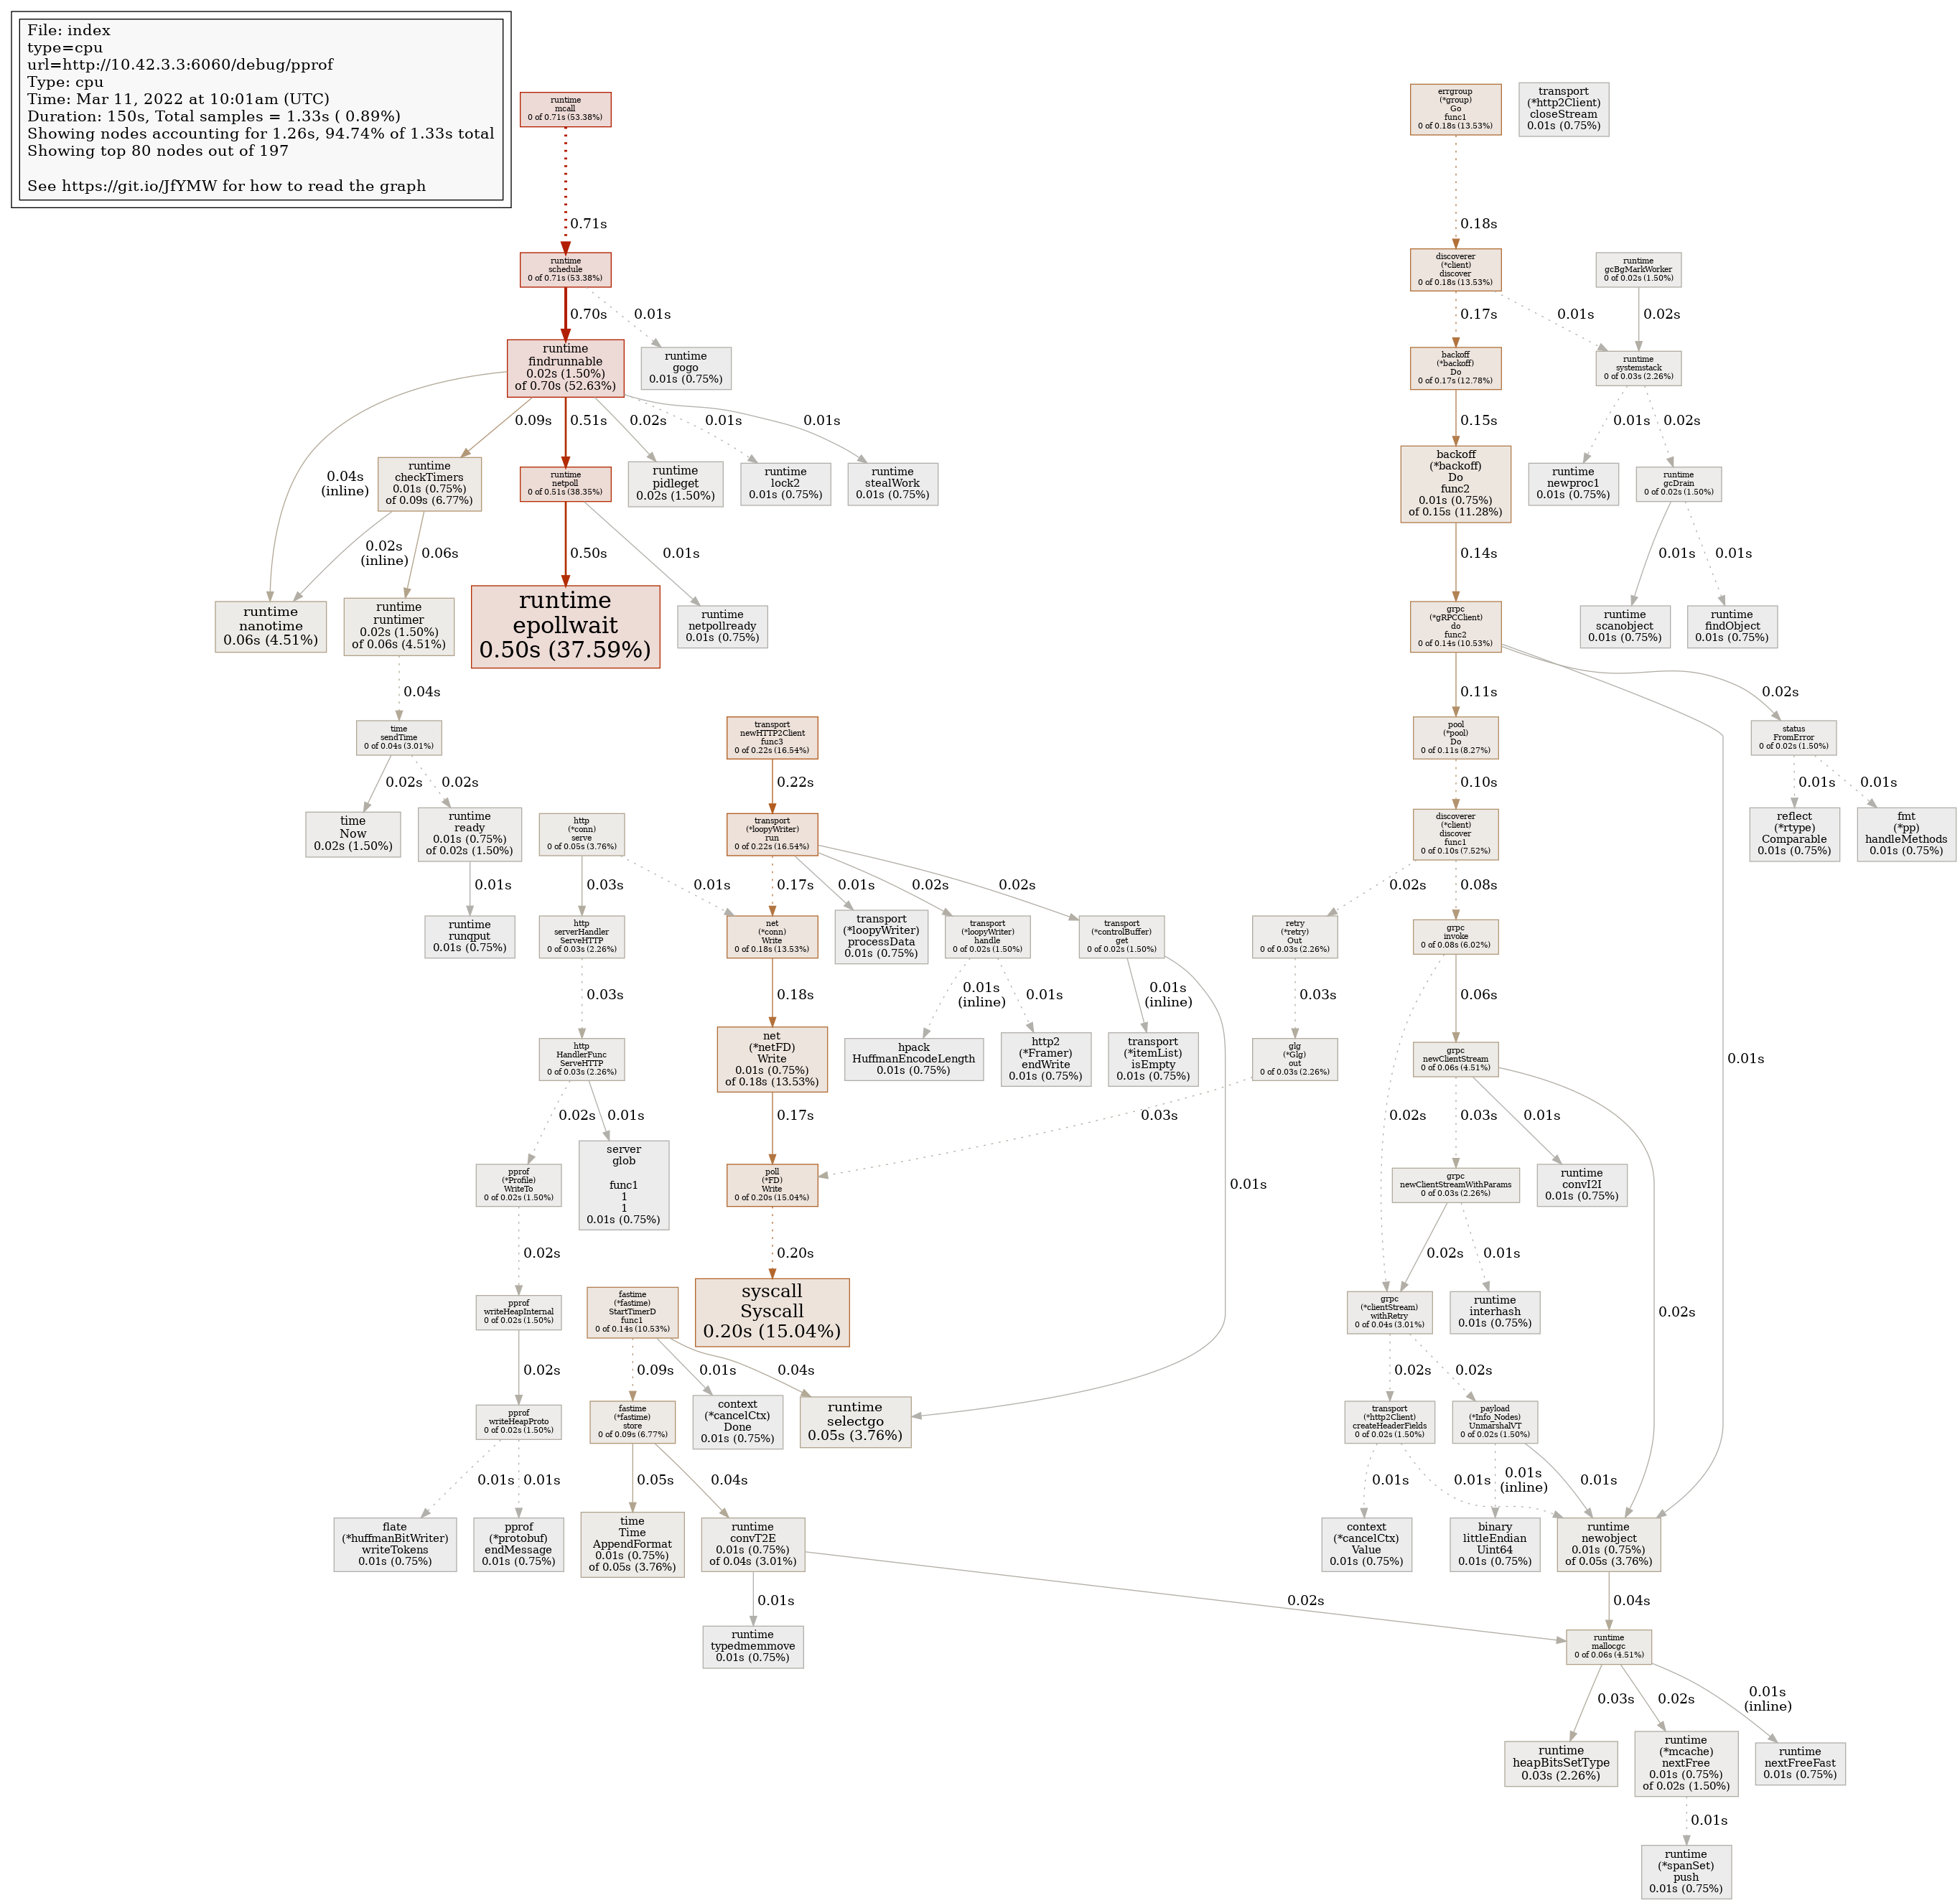 File: index
type=cpu
url=http://10.42.3.3:6060/debug/pprof
Type: cpu
Time: Mar 11, 2022 at 10:01am (UTC)
Duration: 150s, Total samples = 1.33s ( 0.89%)
Showing nodes accounting for 1.26s, 94.74% of 1.33s total
Showing top 80 nodes out of 197
See https://git.io/JfYMW for how to read the graph
runtime
mcall
0 of 0.71s (53.38%)
errgroup
(*group)
Go
func1
0 of 0.18s (13.53%)
transport
(*http2Client)
closeStream
0.01s (0.75%)
0.71s
0.18s
runtime
schedule
0 of 0.71s (53.38%)
discoverer
(*client)
discover
0 of 0.18s (13.53%)
runtime
gcBgMarkWorker
0 of 0.02s (1.50%)
0.70s
0.01s
0.17s
0.01s
0.02s
runtime
findrunnable
0.02s (1.50%)
of 0.70s (52.63%)
runtime
gogo
0.01s (0.75%)
backoff
(*backoff)
Do
0 of 0.17s (12.78%)
runtime
systemstack
0 of 0.03s (2.26%)
0.09s
0.51s
0.02s
0.01s
0.01s
0.15s
0.01s
0.02s
0.04s
(inline)
runtime
checkTimers
0.01s (0.75%)
of 0.09s (6.77%)
runtime
netpoll
0 of 0.51s (38.35%)
runtime
pidleget
0.02s (1.50%)
runtime
lock2
0.01s (0.75%)
runtime
stealWork
0.01s (0.75%)
backoff
(*backoff)
Do
func2
0.01s (0.75%)
of 0.15s (11.28%)
runtime
newproc1
0.01s (0.75%)
runtime
gcDrain
0 of 0.02s (1.50%)
0.02s
(inline)
0.06s
0.50s
0.01s
0.14s
0.01s
0.01s
runtime
nanotime
0.06s (4.51%)
runtime
runtimer
0.02s (1.50%)
of 0.06s (4.51%)
runtime
epollwait
0.50s (37.59%)
runtime
netpollready
0.01s (0.75%)
grpc
(*gRPCClient)
do
func2
0 of 0.14s (10.53%)
runtime
scanobject
0.01s (0.75%)
runtime
findObject
0.01s (0.75%)
0.04s
0.11s
0.02s
time
sendTime
0 of 0.04s (3.01%)
transport
newHTTP2Client
func3
0 of 0.22s (16.54%)
pool
(*pool)
Do
0 of 0.11s (8.27%)
status
FromError
0 of 0.02s (1.50%)
0.02s
0.02s
0.22s
0.10s
0.01s
0.01s
time
Now
0.02s (1.50%)
runtime
ready
0.01s (0.75%)
of 0.02s (1.50%)
http
(*conn)
serve
0 of 0.05s (3.76%)
transport
(*loopyWriter)
run
0 of 0.22s (16.54%)
discoverer
(*client)
discover
func1
0 of 0.10s (7.52%)
reflect
(*rtype)
Comparable
0.01s (0.75%)
fmt
(*pp)
handleMethods
0.01s (0.75%)
0.01s
0.03s
0.01s
0.17s
0.01s
0.02s
0.02s
0.02s
0.08s
runtime
runqput
0.01s (0.75%)
http
serverHandler
ServeHTTP
0 of 0.03s (2.26%)
net
(*conn)
Write
0 of 0.18s (13.53%)
transport
(*loopyWriter)
processData
0.01s (0.75%)
transport
(*loopyWriter)
handle
0 of 0.02s (1.50%)
transport
(*controlBuffer)
get
0 of 0.02s (1.50%)
retry
(*retry)
Out
0 of 0.03s (2.26%)
grpc
invoke
0 of 0.08s (6.02%)
0.03s
0.18s
0.01s
(inline)
0.01s
0.01s
(inline)
0.03s
0.06s
http
HandlerFunc
ServeHTTP
0 of 0.03s (2.26%)
net
(*netFD)
Write
0.01s (0.75%)
of 0.18s (13.53%)
hpack
HuffmanEncodeLength
0.01s (0.75%)
http2
(*Framer)
endWrite
0.01s (0.75%)
transport
(*itemList)
isEmpty
0.01s (0.75%)
glg
(*Glg)
out
0 of 0.03s (2.26%)
grpc
newClientStream
0 of 0.06s (4.51%)
0.01s
0.02s
0.01s
0.17s
0.03s
0.02s
0.03s
0.01s
server
glob
func1
1
1
0.01s (0.75%)
pprof
(*Profile)
WriteTo
0 of 0.02s (1.50%)
poll
(*FD)
Write
0 of 0.20s (15.04%)
0.01s
grpc
newClientStreamWithParams
0 of 0.03s (2.26%)
runtime
convI2I
0.01s (0.75%)
0.02s
0.20s
0.02s
0.01s
pprof
writeHeapInternal
0 of 0.02s (1.50%)
fastime
(*fastime)
StartTimerD
func1
0 of 0.14s (10.53%)
syscall
Syscall
0.20s (15.04%)
grpc
(*clientStream)
withRetry
0 of 0.04s (3.01%)
runtime
interhash
0.01s (0.75%)
0.02s
0.02s
0.09s
0.01s
0.04s
0.02s
0.02s
pprof
writeHeapProto
0 of 0.02s (1.50%)
fastime
(*fastime)
store
0 of 0.09s (6.77%)
context
(*cancelCtx)
Done
0.01s (0.75%)
runtime
selectgo
0.05s (3.76%)
transport
(*http2Client)
createHeaderFields
0 of 0.02s (1.50%)
payload
(*Info_Nodes)
UnmarshalVT
0 of 0.02s (1.50%)
0.01s
0.01s
0.05s
0.04s
0.01s
0.01s
0.01s
(inline)
0.01s
flate
(*huffmanBitWriter)
writeTokens
0.01s (0.75%)
pprof
(*protobuf)
endMessage
0.01s (0.75%)
time
Time
AppendFormat
0.01s (0.75%)
of 0.05s (3.76%)
runtime
convT2E
0.01s (0.75%)
of 0.04s (3.01%)
context
(*cancelCtx)
Value
0.01s (0.75%)
binary
littleEndian
Uint64
0.01s (0.75%)
runtime
newobject
0.01s (0.75%)
of 0.05s (3.76%)
0.01s
0.02s
0.04s
runtime
typedmemmove
0.01s (0.75%)
runtime
mallocgc
0 of 0.06s (4.51%)
0.03s
0.02s
0.01s
(inline)
runtime
heapBitsSetType
0.03s (2.26%)
runtime
(*mcache)
nextFree
0.01s (0.75%)
of 0.02s (1.50%)
runtime
nextFreeFast
0.01s (0.75%)
0.01s
runtime
(*spanSet)
push
0.01s (0.75%)